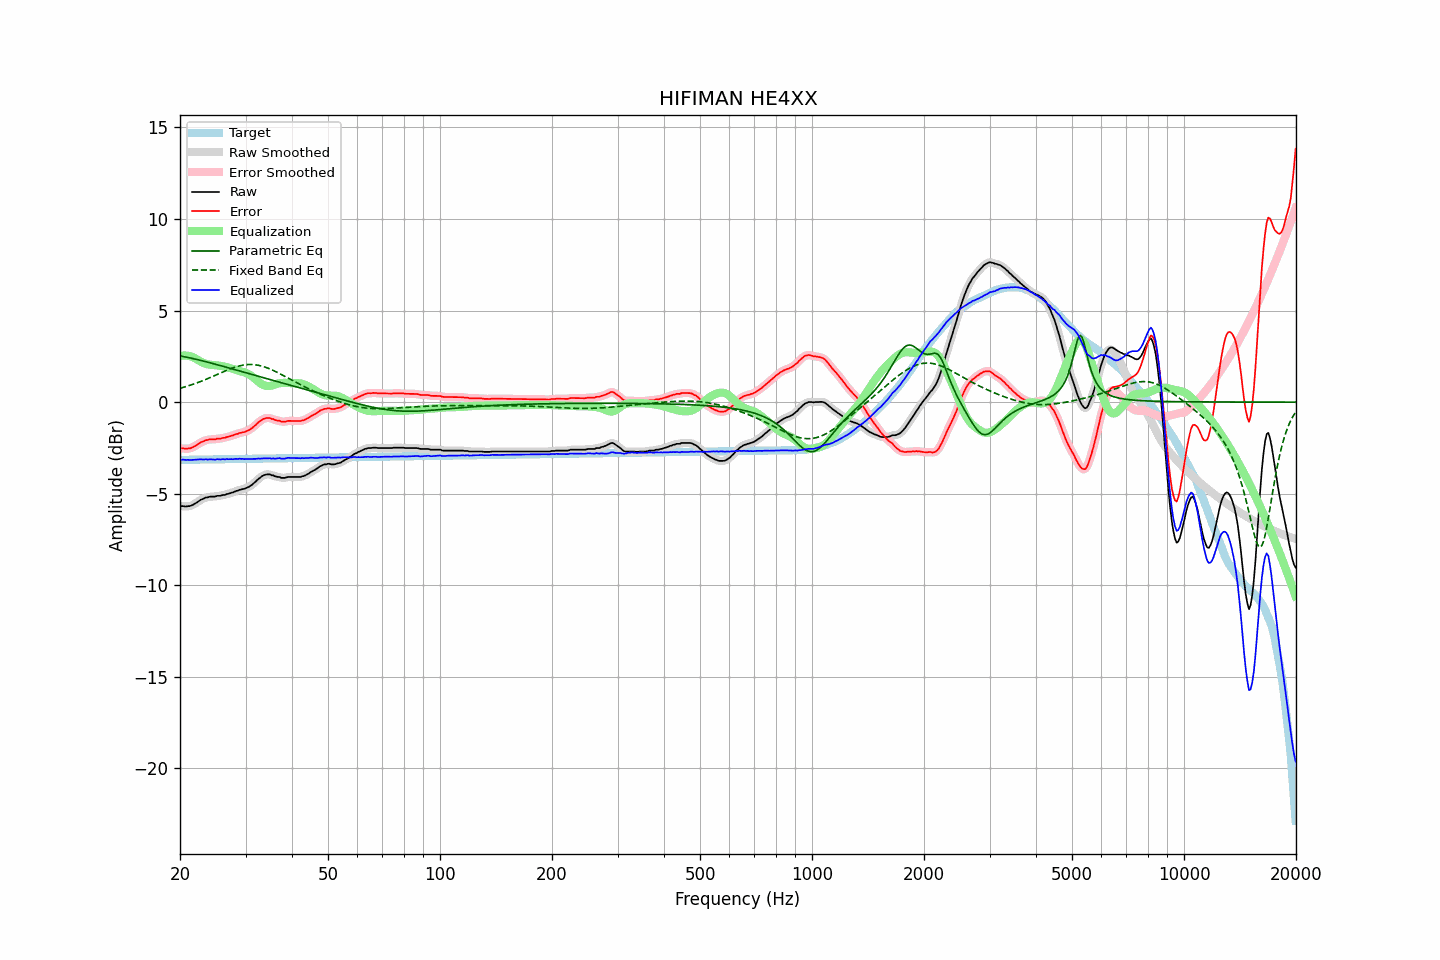 HIFIMAN HE4XX
Target
Raw Smoothed
Error Smoothed
Raw
Error
Equalization
Parametric Eq
Fixed Band Eq
Equalized
15
10
5
0
−5
−10
−15
−20
Amplitude (dBr)
20
50
100
200
500
1000
2000
5000
10000
20000
Frequency (Hz)